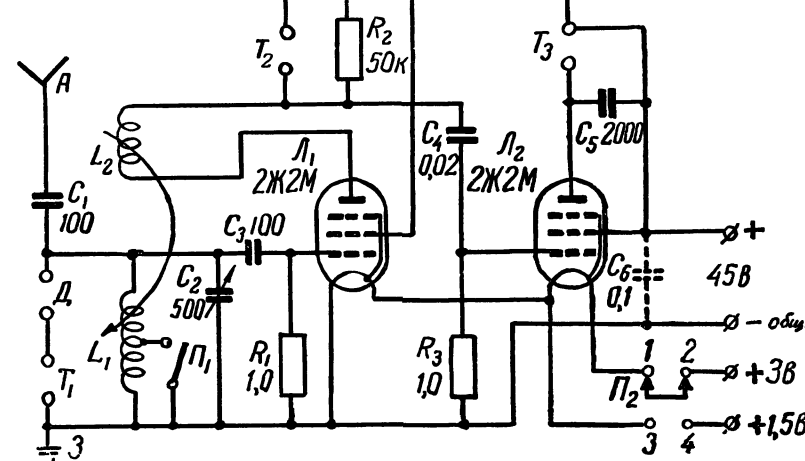 A
T₂
R₂
50к
T₃
L₂
C₁
100
Л₁
2Ж2М
C₄
0,02
Л₂
2Ж2М
C₅ 2000
C₃ 100
C₂
500
Д
T₁
L₁
П₁
R₁
1,0
R₃
1,0
C₆
0,1
+
45В
- общ
1 2
П₂
+3В
3 4
+1,5В
З